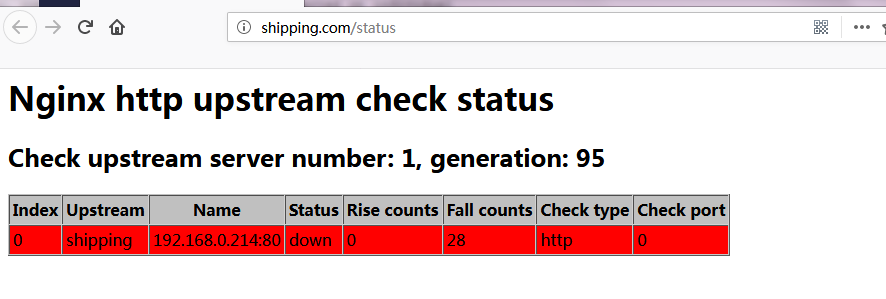 shipping.com/status
Nginx http upstream check status
Check upstream server number: 1, generation: 95
Index Upstream Name Status Rise counts Fall counts Check type Check port
0 shipping 192.168.0.214:80 down 0 28 http 0